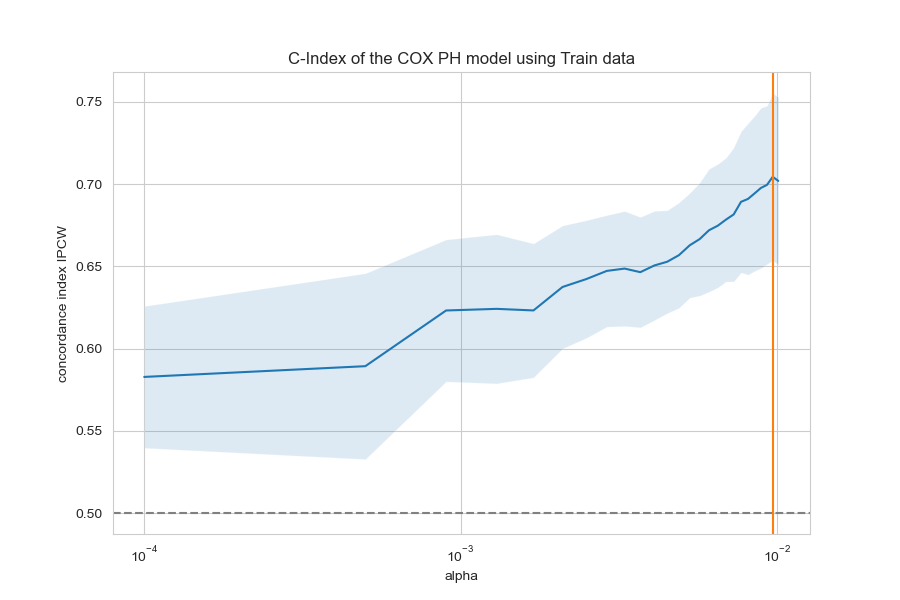 C-Index of the COX PH model using Train data
concordance index IPCW
0.75
0.70
0.65
0.60
0.55
0.50
10⁻⁴ 10⁻³ 10⁻²
alpha